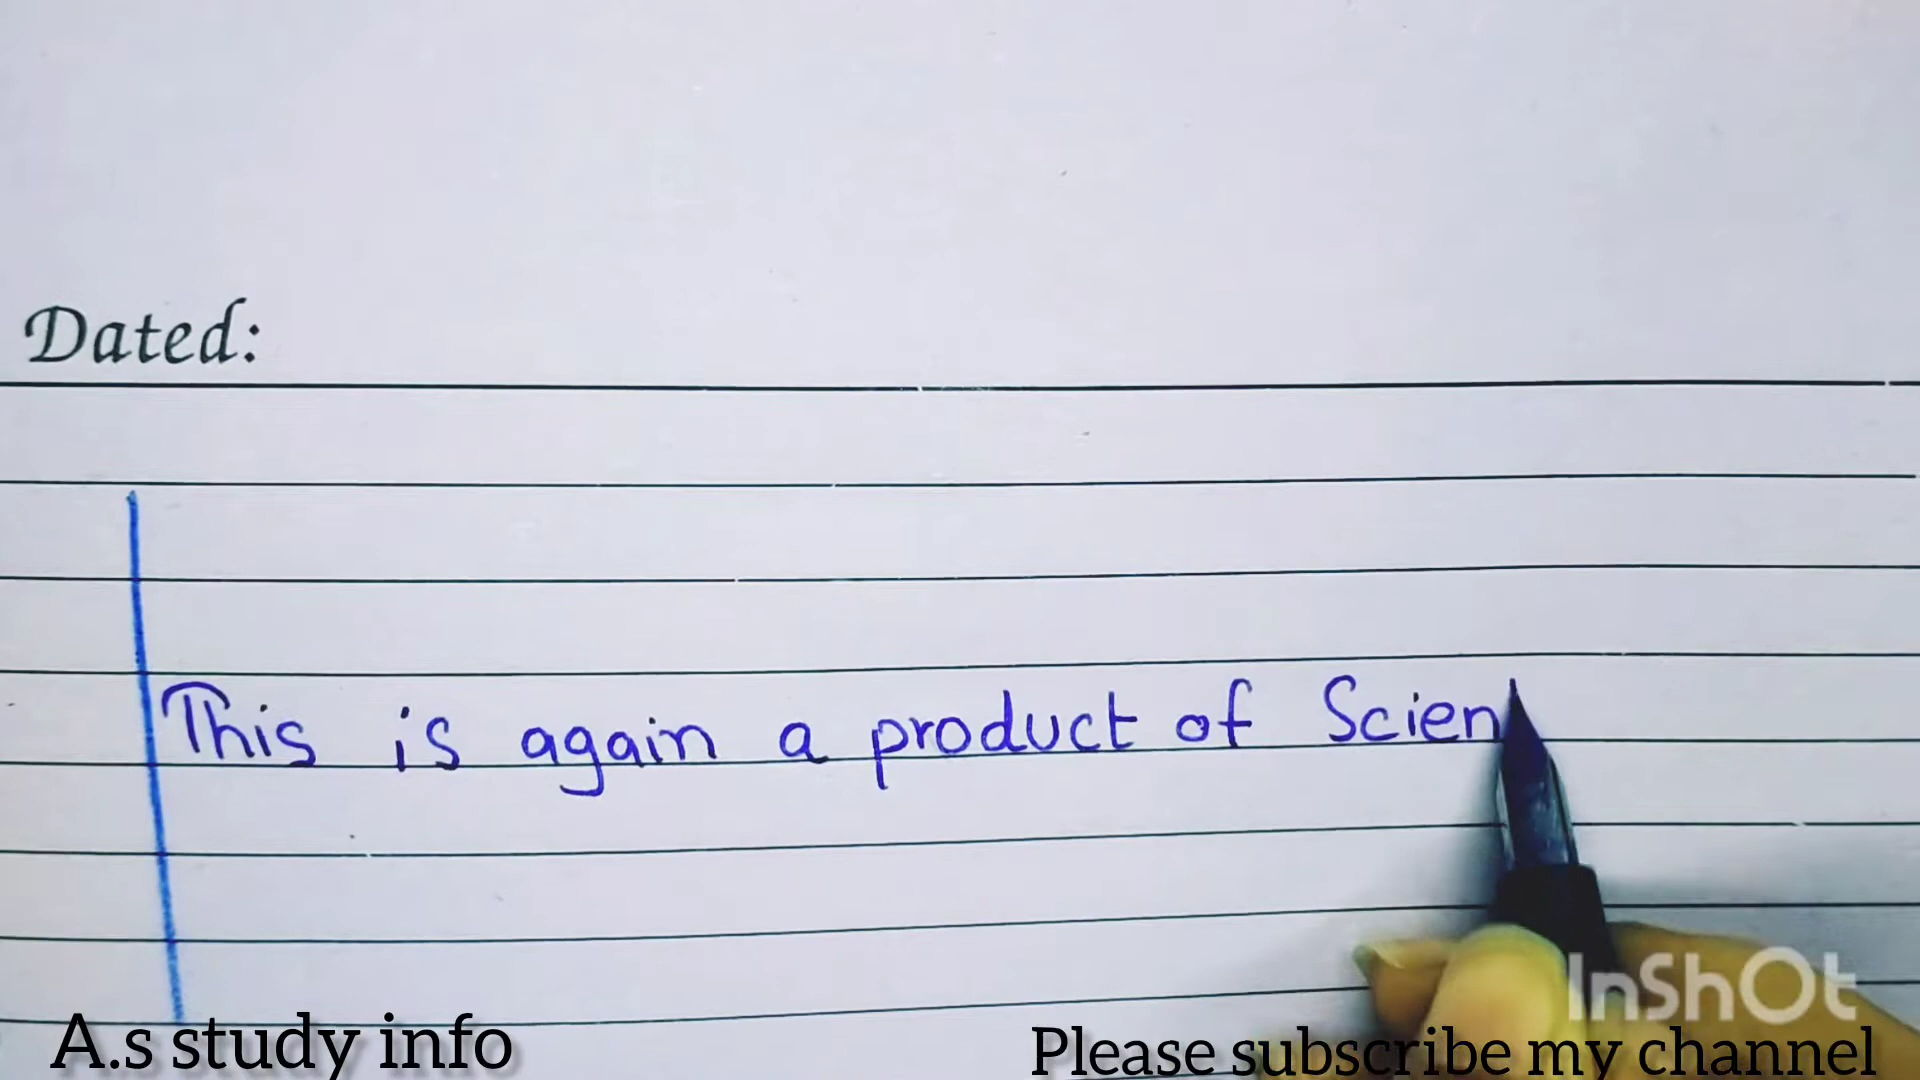 Dated:
This is again a product of Scien
InShOt
A.s study info
Please subscribe my channel